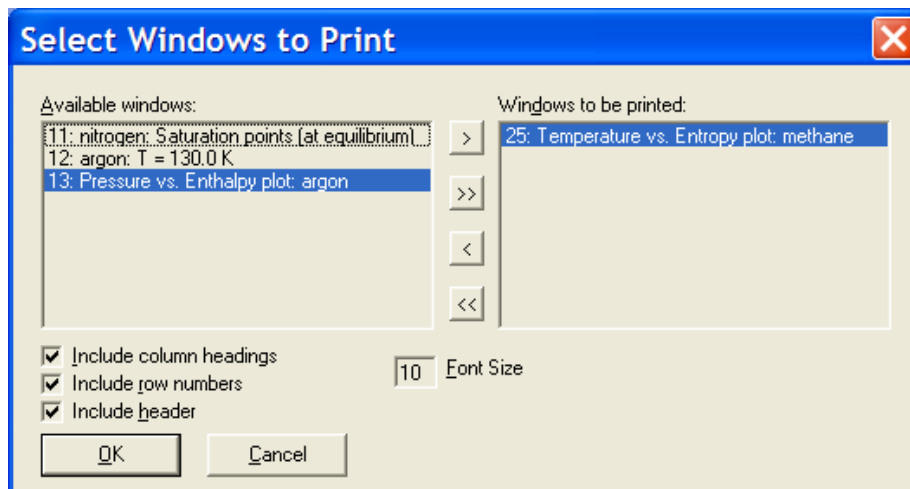 Select Windows to Print
Available windows:
11: nitrogen: Saturation points (at equilibrium)
12: argon: T = 130.0 K
13: Pressure vs. Enthalpy plot: argon
>
>>
<
<<
Windows to be printed:
25: Temperature vs. Entropy plot: methane
Include column headings
Include row numbers
Include header
10 Font Size
OK Cancel